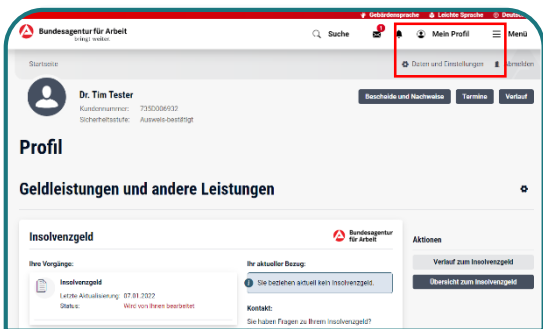 Gebärdensprache Leichte Sprache Deutsch
Bundesagentur für Arbeit
bringt weiter.
Suche Mein Profil Menü
Startseite Daten und Einstellungen Abmelden
Dr. Tim Tester
Kundennummer: 735D006932
Sicherheitsstufe: Ausweis-bestätigt
Bescheide und Nachweise Termine Verlauf
Profil
Geldleistungen und andere Leistungen
Insolvenzgeld
Bundesagentur
für Arbeit
Aktionen
Ihre Vorgänge:
Ihr aktueller Bezug:
Verlauf zum Insolvenzgeld
Insolvenzgeld
Sie beziehen aktuell kein Insolvenzgeld.
Übersicht zum Insolvenzgeld
Letzte Aktualisierung: 07.01.2022
Status: Wird von Ihnen bearbeitet
Kontakt:
Sie haben Fragen zu Ihrem Insolvenzgeld?